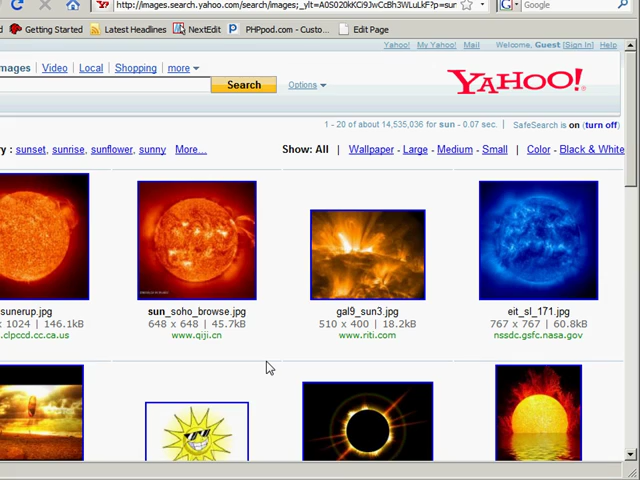 http://images.search.yahoo.com/search/images;_ylt=
Google
Getting Started
Latest Headlines
NextEdit
PHPpod.com - Custo...
Edit Page
Yahoo! My Yahoo! Mail Welcome, Guest [Sign In] Help
mages | Video | Local | Shopping | more
Search
Options
YAHOO!
1 - 20 of about 14,535,036 for sun - 0.07 sec. | SafeSearch is on (turn off)
ry : sunset, sunrise, sunflower, sunny More...
Show: All | Wallpaper - Large - Medium - Small | Color - Black & White
sunerup.jpg
x 1024 | 146.1kB
.clpccd.cc.ca.us
sun_soho_browse.jpg
648 x 648 | 45.7kB
www.qiji.cn
gal9_sun3.jpg
510 x 400 | 18.2kB
www.riti.com
eit_sl_171.jpg
767 x 767 | 60.8kB
nssdc.gsfc.nasa.gov